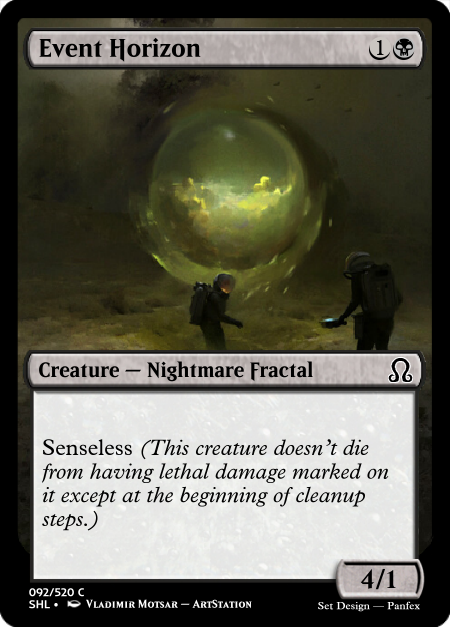 Event Horizon 1
Creature — Nightmare Fractal
Senseless (This creature doesn't die
from having lethal damage marked on
it except at the beginning of cleanup
steps.)
4/1
092/520 C
SHL • Vladimir Motsar — ArtStation
Set Design — Panfex